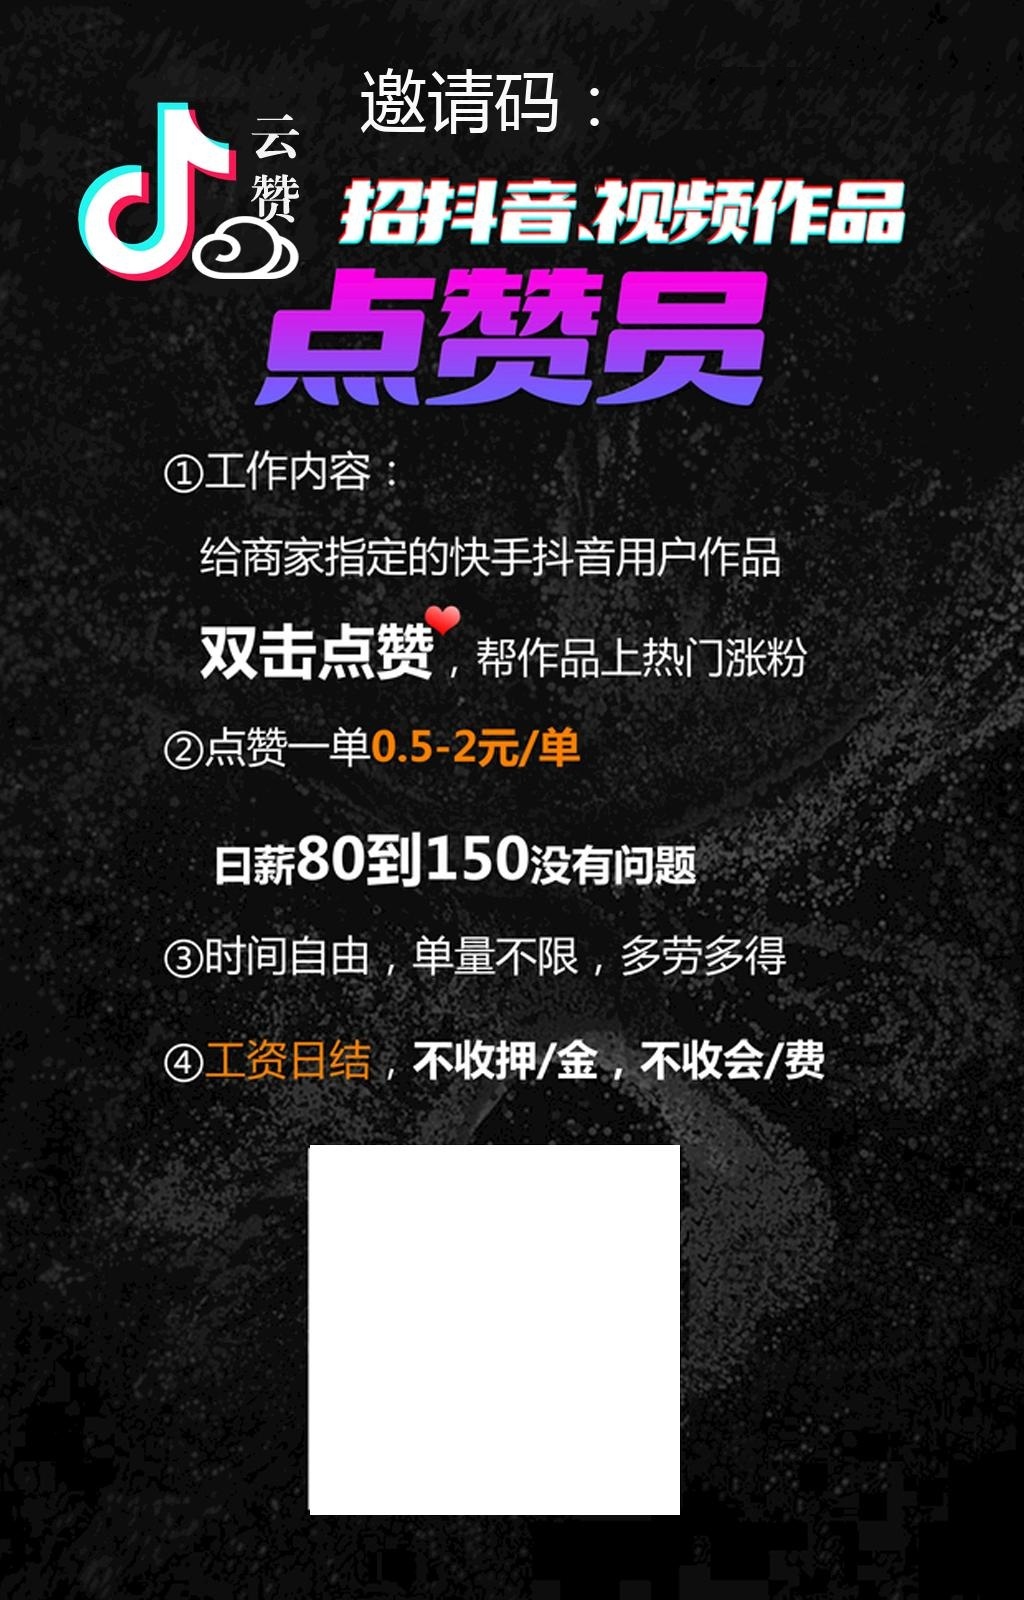 邀请码：
云赞
招抖音、视频作品
点赞员
①工作内容：
给商家指定的快手抖音用户作品
双击点赞，帮作品上热门涨粉
②点赞一单0.5-2元/单
日薪80到150没有问题
③时间自由，单量不限，多劳多得
④工资日结，不收押/金，不收会/费